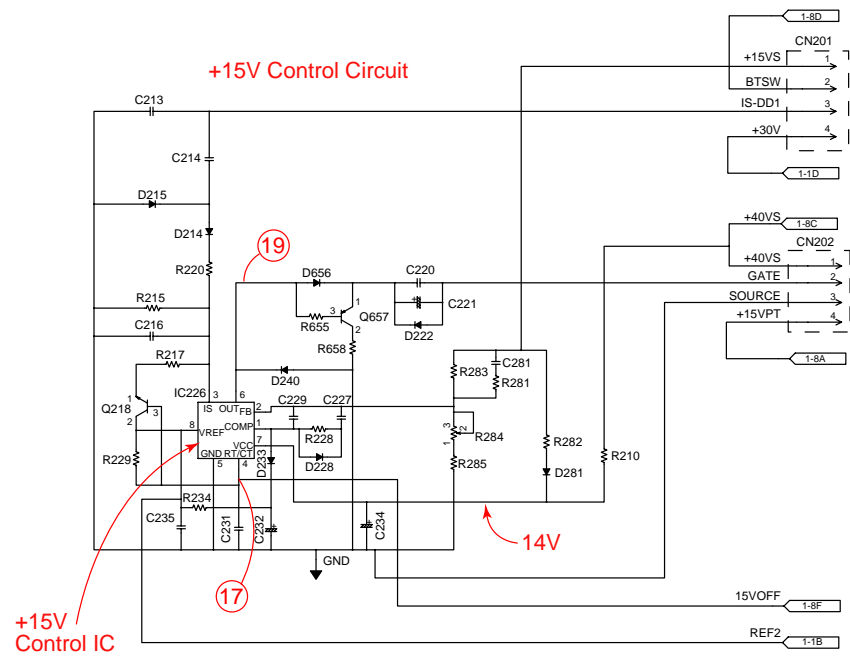 1-8D
CN201
+15VS 1
+15V Control Circuit
BTSW 2
C213
IS-DD1 3
+30V 4
C214
1-1D
D215
+40VS 1-8C
D214
19
CN202
D656 C220
+40VS 1
R220
GATE 2
R215
1
C221
SOURCE 3
3 Q657
+15VPT 4
C216
R655
2
D222
R658
R217
1-8A
C281
R283
R281
D240
IC226 3 6
C229 C227
1
Q218
IS OUT FB 2
3
2
8 VREF
COMP 1
3 2 R284
R228
R282
R210
VCC 7
1
R229
GND RT/CT
D228
R285
5 4
D233
D281
R234
C235
C231
C232
C234
14V
GND
17
+15V
Control IC
15VOFF 1-8F
REF2 1-1B